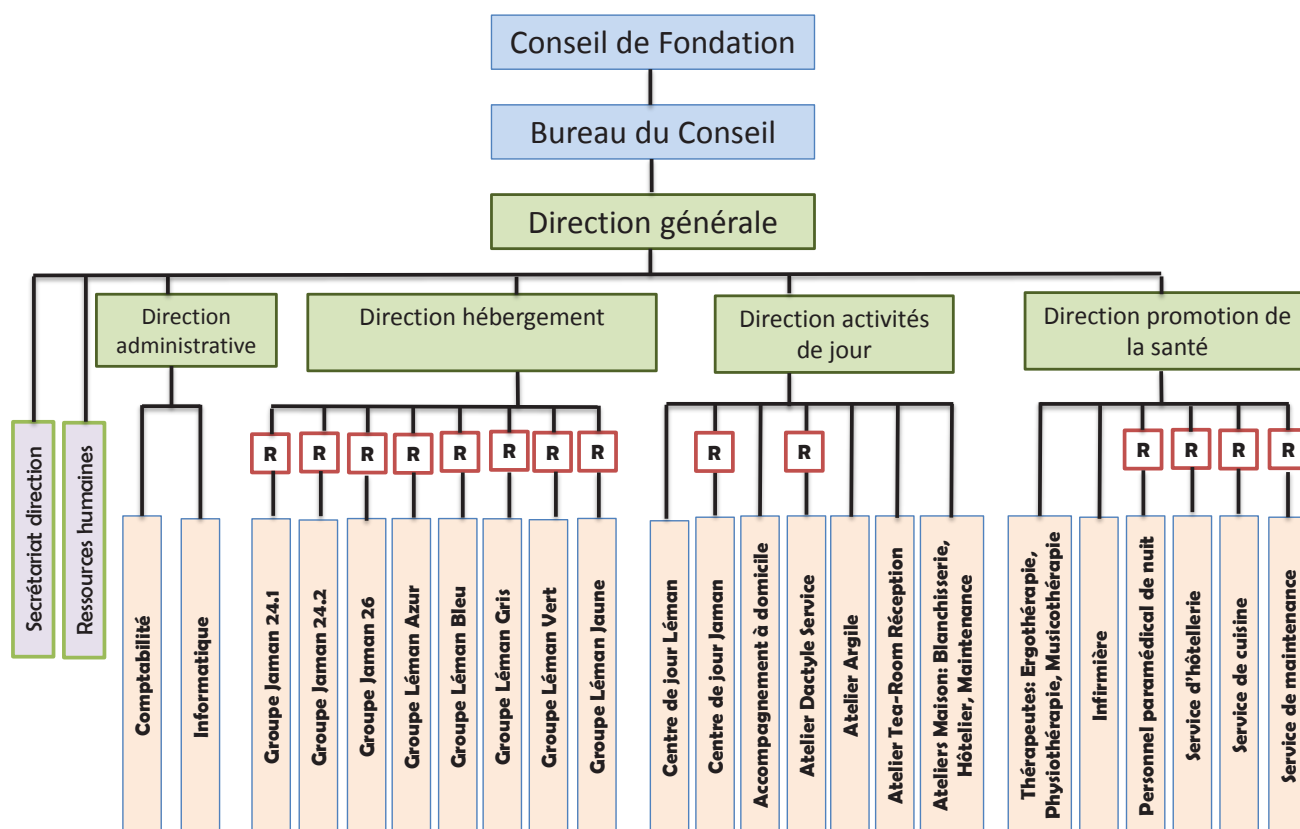 Conseil de Fondation
Bureau du Conseil
Direction générale
Direction
administrative
Direction hébergement
Direction activités
de jour
Direction promotion de
la santé
Secrétariat direction
Ressources humaines
R
R
R
R
R
R
R
R
R
R
R
R
R
R
Comptabilité
Informatique
Groupe Jaman 24.1
Groupe Jaman 24.2
Groupe Jaman 26
Groupe Léman Azur
Groupe Léman Bleu
Groupe Léman Gris
Groupe Léman Vert
Groupe Léman Jaune
Centre de jour Léman
Centre de jour Jaman
Accompagnement à domicile
Atelier Dactyle Service
Atelier Argile
Atelier Tea-Room Réception
Ateliers Maison: Blanchisserie,
Hôtelier, Maintenance
Thérapeutes: Ergothérapie,
Physiothérapie, Musicothérapie
Infirmière
Personnel paramédical de nuit
Service d'hôtellerie
Service de cuisine
Service de maintenance